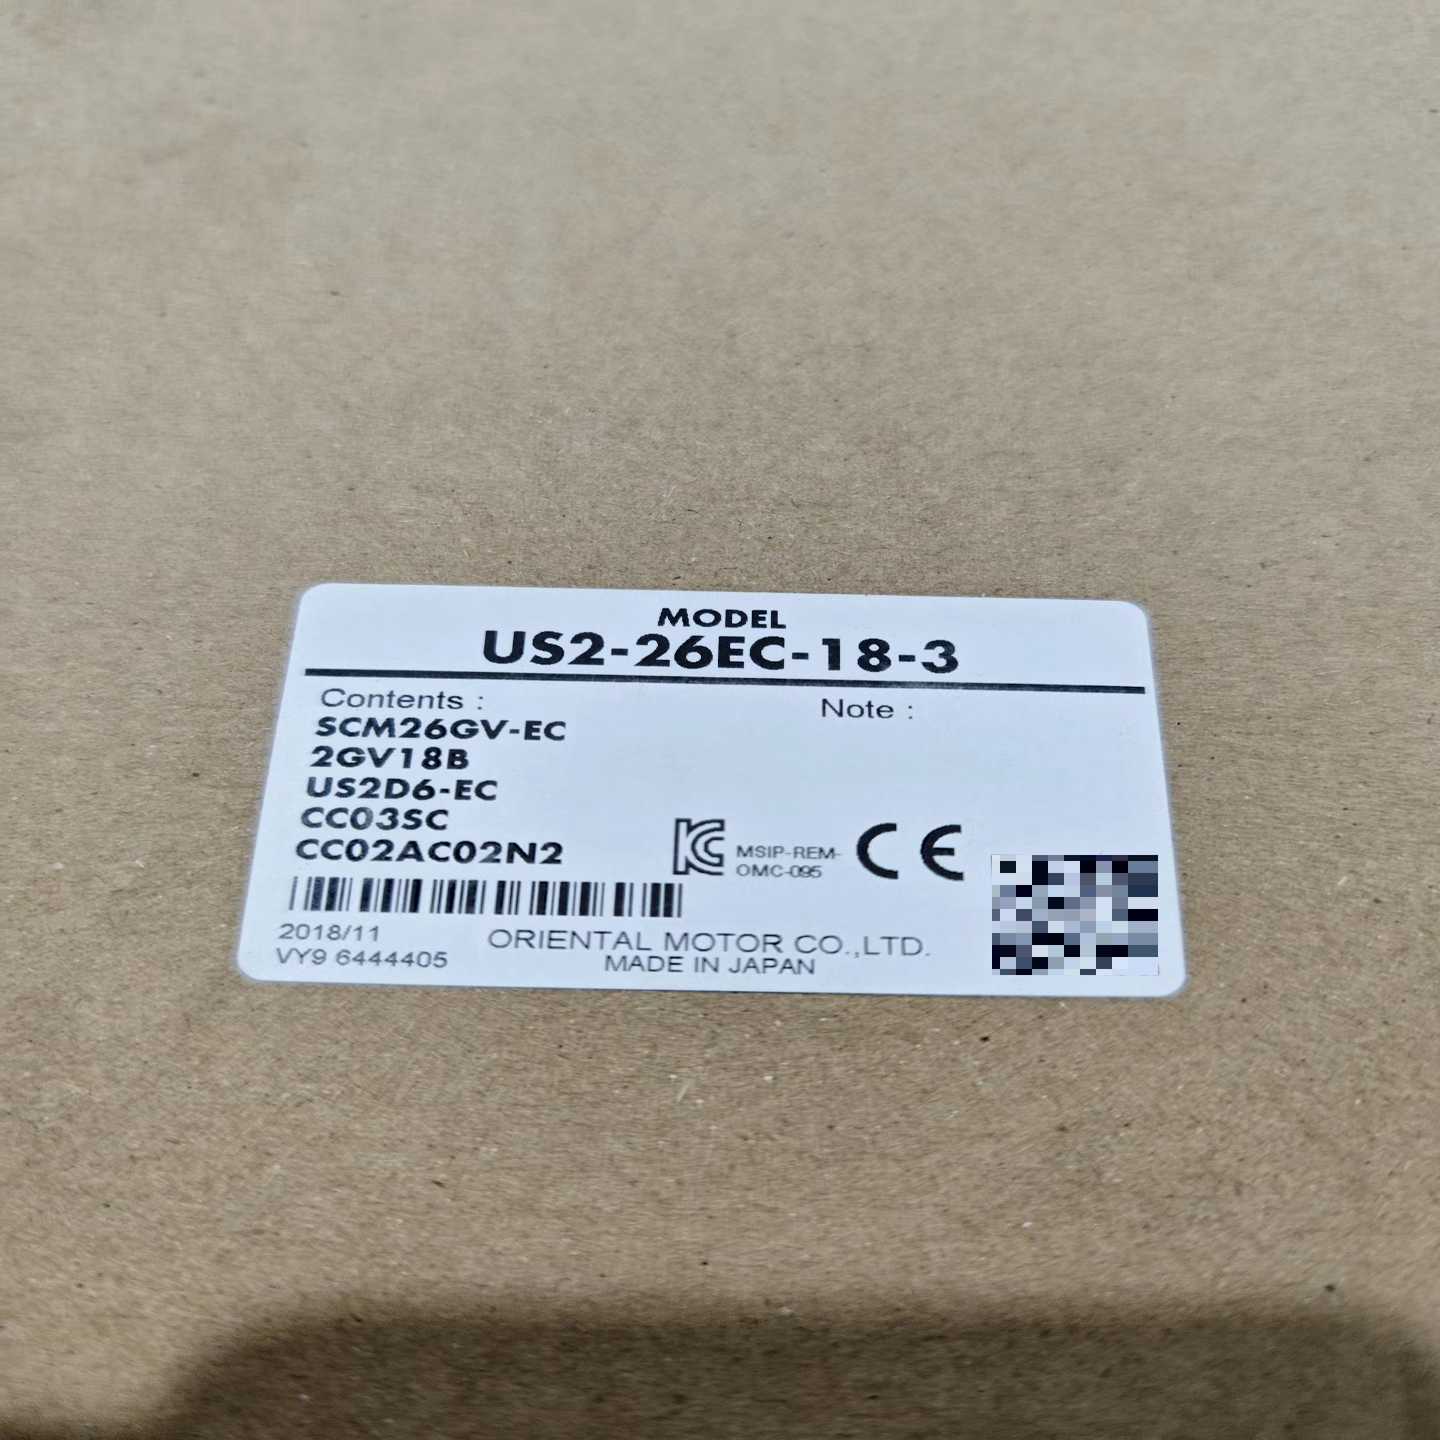 MODEL
US2-26EC-18-3
Contents :
Note :
SCM26GV-EC
2GV18B
US2D6-EC
CC03SC
CC02AC02N2
MSIP-REM-
OMC-095
CE
2018/11
VY9 6444405
ORIENTAL MOTOR CO.,LTD.
MADE IN JAPAN